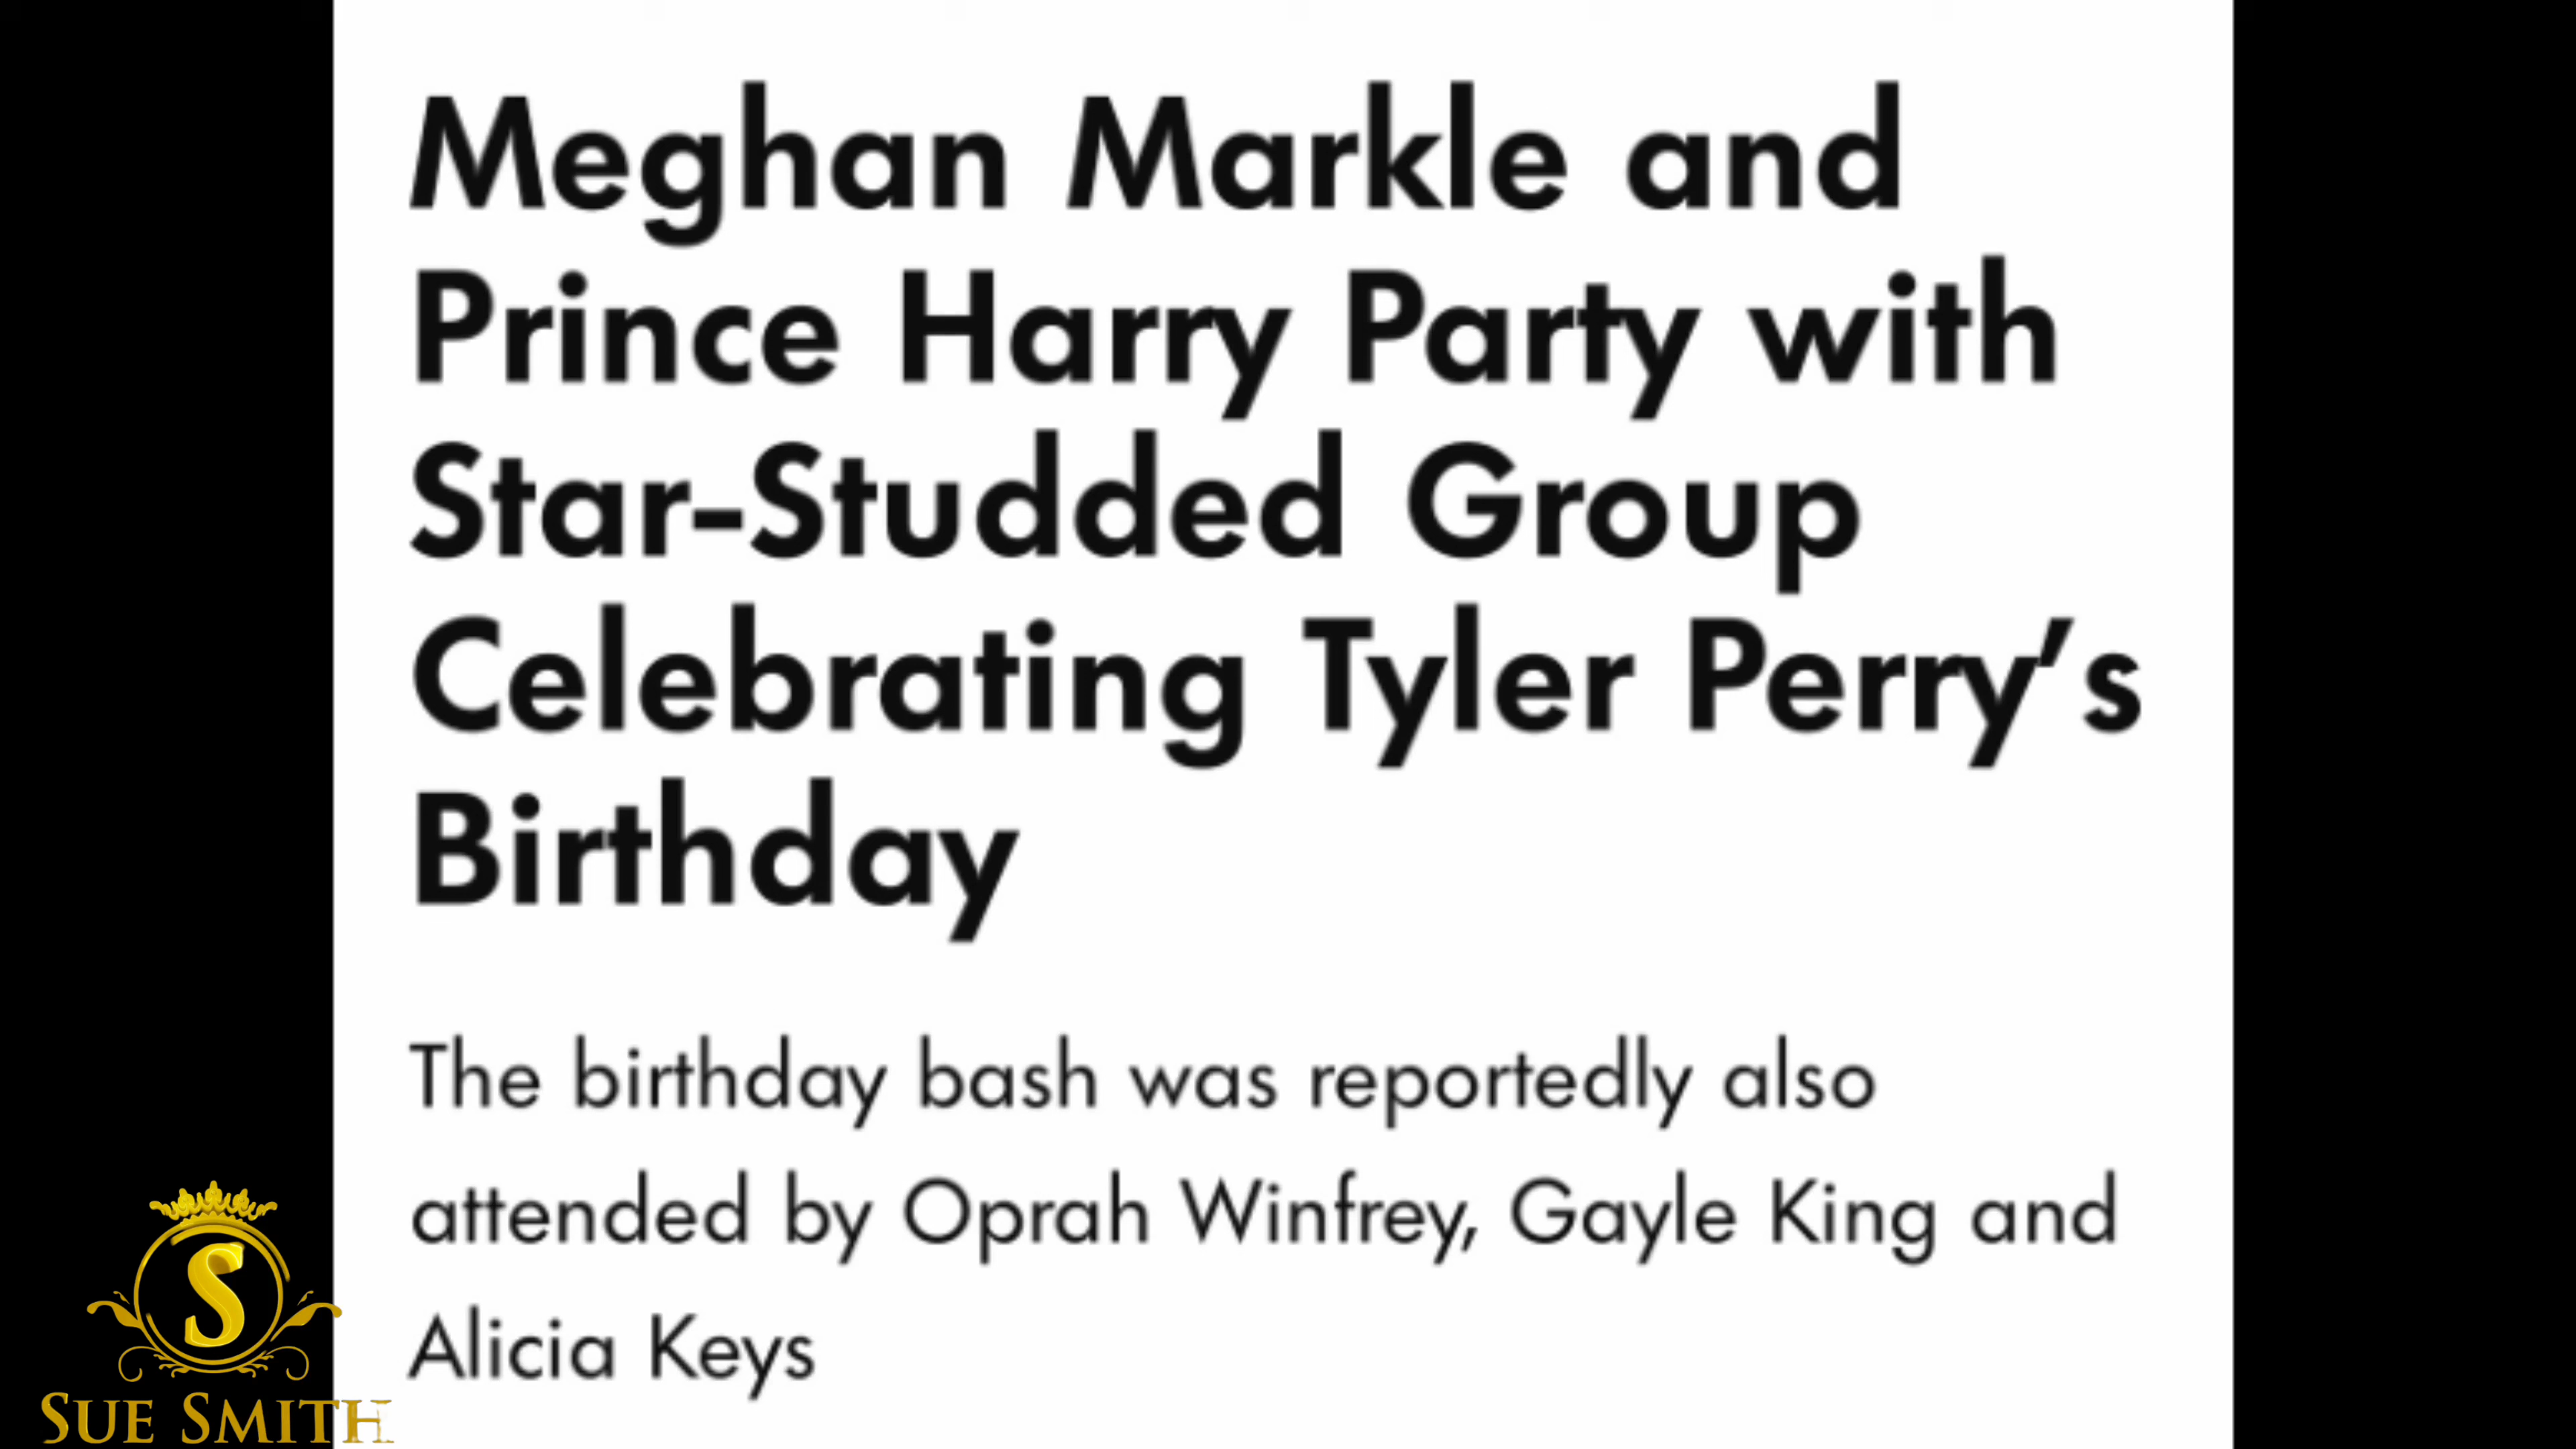 Meghan Markle and
Prince Harry Party with
Star-Studded Group
Celebrating Tyler Perry’s
Birthday
The birthday bash was reportedly also
attended by Oprah Winfrey, Gayle King and
Alicia Keys
S
SUE SMITH